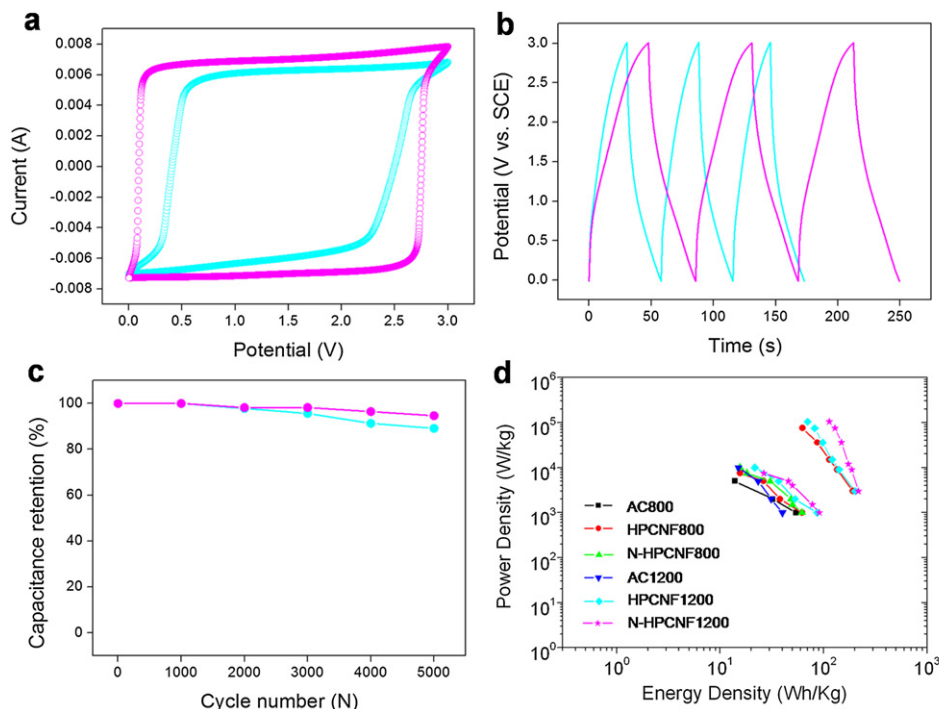 a
0.008
0.006
0.004
0.002
0.000
-0.002
-0.004
-0.006
-0.008
Current (A)
0.0 0.5 1.0 1.5 2.0 2.5 3.0
Potential (V)
b
3.0
2.5
2.0
1.5
1.0
0.5
0.0
Potential (V vs. SCE)
0 50 100 150 200 250
Time (s)
c
100
80
60
40
20
0
Capacitance retention (%)
0 1000 2000 3000 4000 5000
Cycle number (N)
d
10^6
10^5
10^4
10^3
10^2
10^1
10^0
Power Density (W/kg)
AC800
HPCNF800
N-HPCNF800
AC1200
HPCNF1200
N-HPCNF1200
10^0 10^1 10^2 10^3
Energy Density (Wh/Kg)